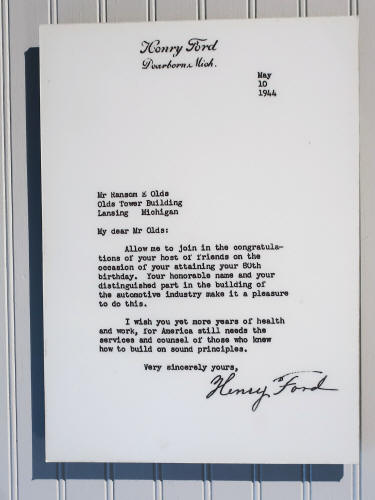 Henry Ford
Dearborn, Mich.
May
10
1944
Mr Ransom E Olds
Olds Tower Building
Lansing Michigan
My dear Mr Olds:
Allow me to join in the congratula-
tions of your host of friends on the
occasion of your attaining your 80th
birthday. Your honorable name and your
distinguished part in the building of
the automotive industry make it a pleasure
to do this.
I wish you yet more years of health
and work, for America still needs the
services and counsel of those who know
how to build on sound principles.
Very sincerely yours,
Henry Ford